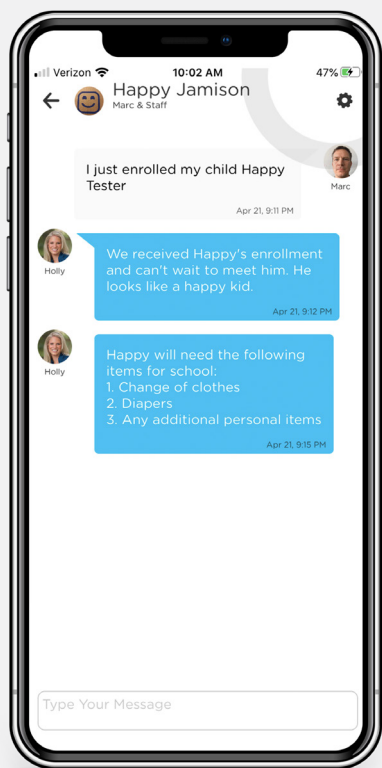 Verizon 10:02 AM 47%
Happy Jamison
Marc & Staff
I just enrolled my child Happy
Tester
Apr 21, 9:11 PM
Marc
Holly
We received Happy's enrollment
and can't wait to meet him. He
looks like a happy kid.
Apr 21, 9:12 PM
Holly
Happy will need the following
items for school:
1. Change of clothes
2. Diapers
3. Any additional personal items
Apr 21, 9:15 PM
Type Your Message